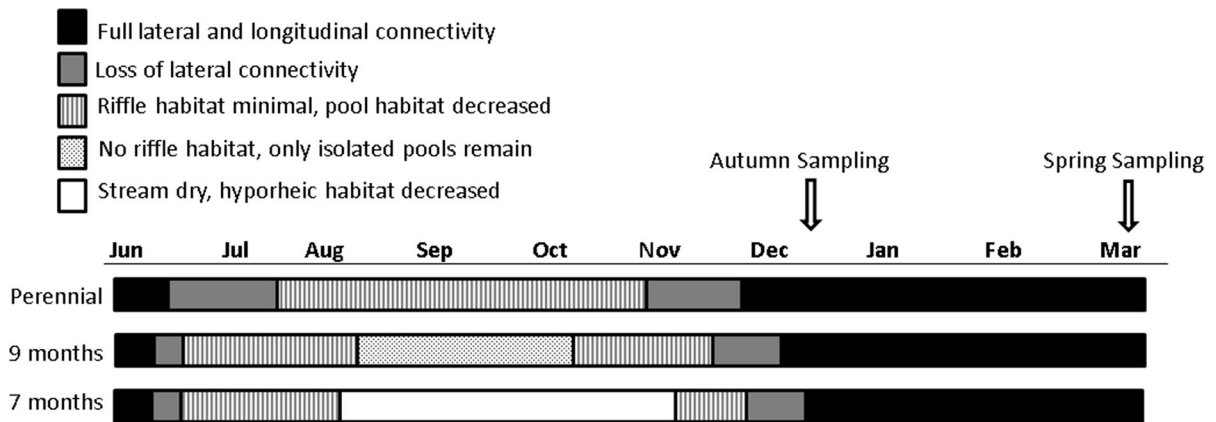 Full lateral and longitudinal connectivity
Loss of lateral connectivity
Riffle habitat minimal, pool habitat decreased
No riffle habitat, only isolated pools remain
Stream dry, hyporheic habitat decreased
Autumn Sampling
Spring Sampling
Jun Jul Aug Sep Oct Nov Dec Jan Feb Mar
Perennial
9 months
7 months